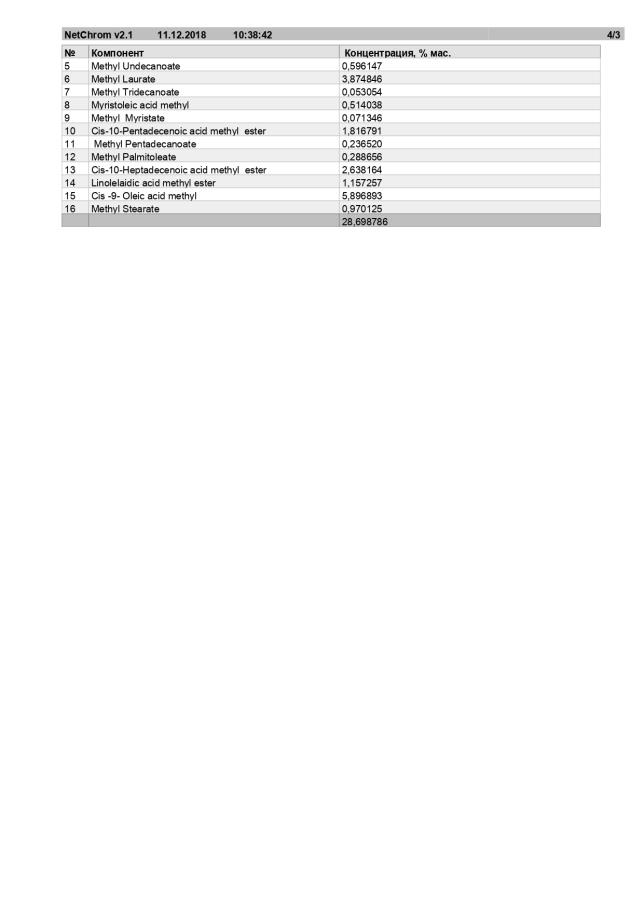 NetChrom v2.1 11.12.2018 10:38:42 4/3
№ Компонент Концентрация, % мас.
5 Methyl Undecanoate 0,596147
6 Methyl Laurate 3,874846
7 Methyl Tridecanoate 0,053054
8 Myristoleic acid methyl 0,514038
9 Methyl Myristate 0,071346
10 Cis-10-Pentadecenoic acid methyl ester 1,816791
11 Methyl Pentadecanoate 0,236520
12 Methyl Palmitoleate 0,288656
13 Cis-10-Heptadecenoic acid methyl ester 2,638164
14 Linolelaidic acid methyl ester 1,157257
15 Cis -9- Oleic acid methyl 5,896893
16 Methyl Stearate 0,970125
28,698786